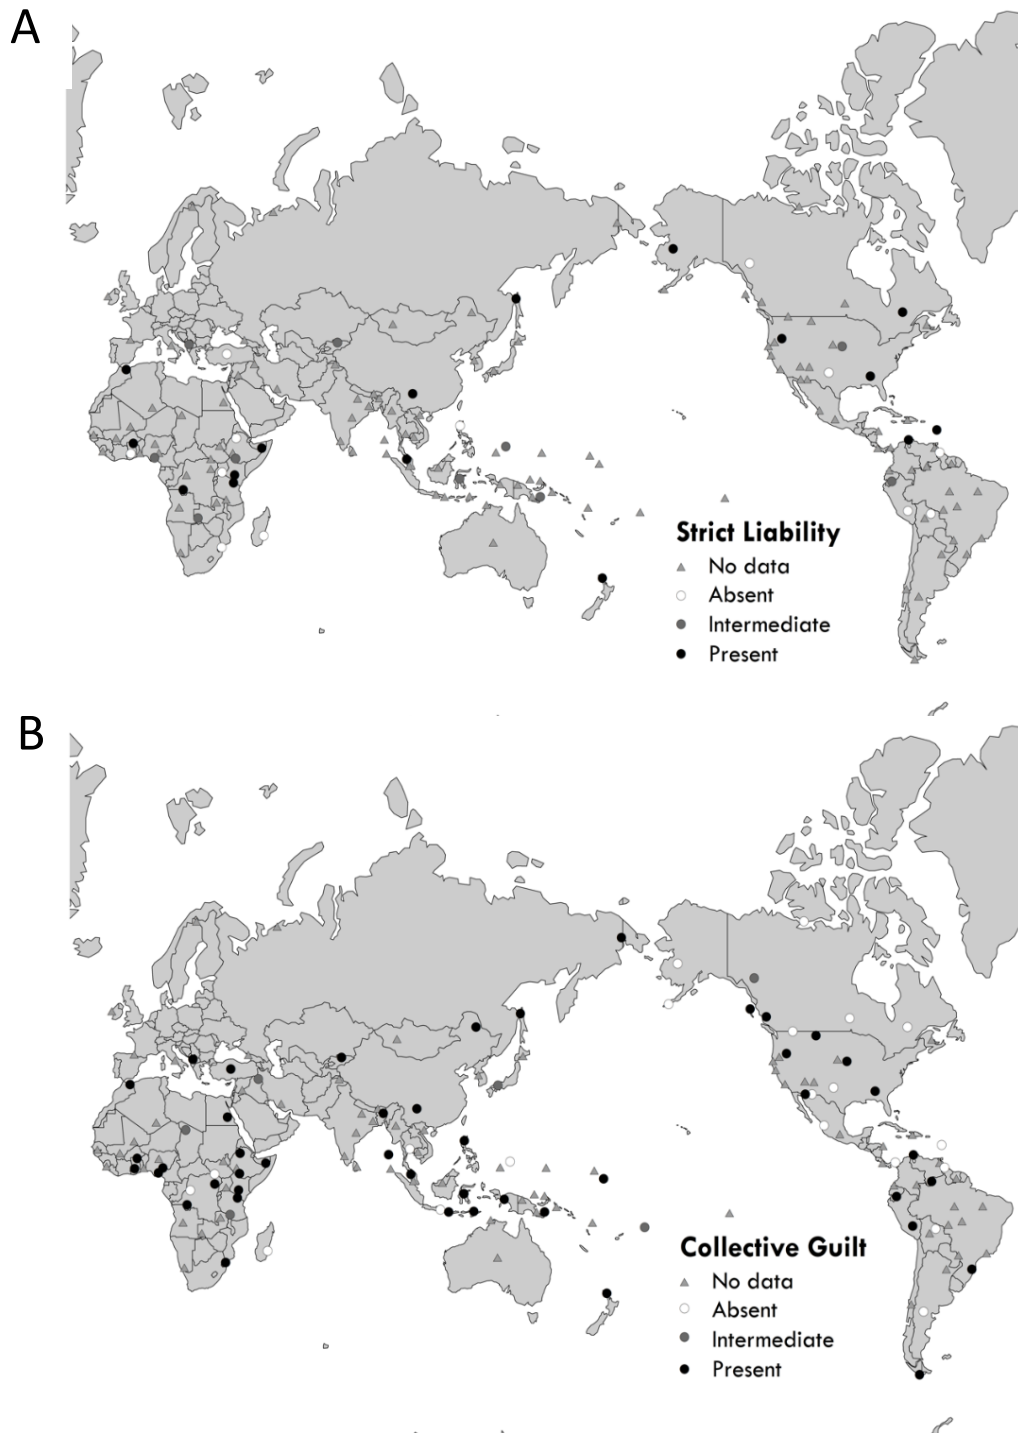 A
Strict Liability
No data
Absent
Intermediate
Present
B
Collective Guilt
No data
Absent
Intermediate
Present